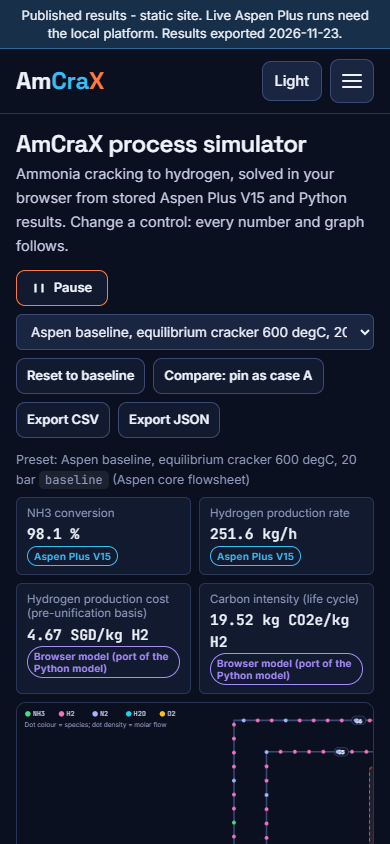 Published results - static site. Live Aspen Plus runs need
the local platform. Results exported 2026-11-23.
AmCraX
Light
AmCraX process simulator
Ammonia cracking to hydrogen, solved in your
browser from stored Aspen Plus V15 and Python
results. Change a control: every number and graph
follows.
Pause
Aspen baseline, equilibrium cracker 600 degC, 20
Reset to baseline
Compare: pin as case A
Export CSV
Export JSON
Preset: Aspen baseline, equilibrium cracker 600 degC, 20
bar baseline (Aspen core flowsheet)
NH3 conversion
98.1 %
Aspen Plus V15
Hydrogen production rate
251.6 kg/h
Aspen Plus V15
Hydrogen production cost
(pre-unification basis)
4.67 SGD/kg H2
Browser model (port of the
Python model)
Carbon intensity (life cycle)
19.52 kg CO2e/kg
H2
Browser model (port of the
Python model)
NH3 H2 N2 H2O O2
Dot colour = species; dot density = molar flow